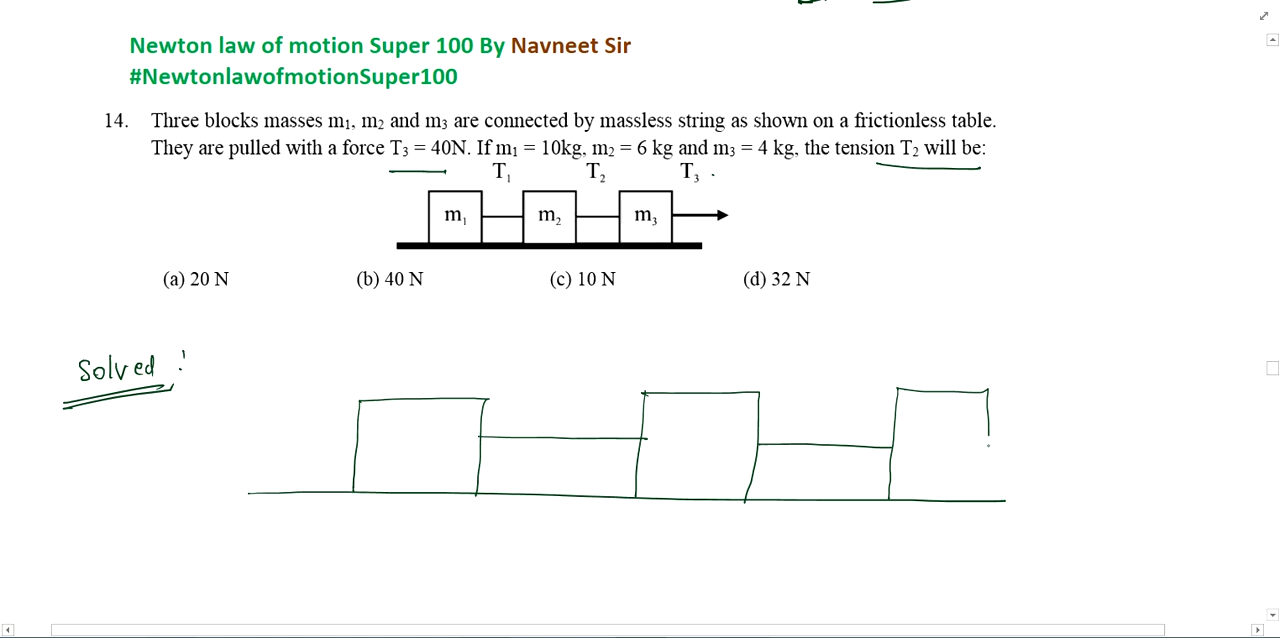 Newton law of motion Super 100 By Navneet Sir
#NewtonlawofmotionSuper100
14. Three blocks masses m₁, m₂ and m₃ are connected by massless string as shown on a frictionless table.
They are pulled with a force T₃ = 40N. If m₁ = 10kg, m₂ = 6 kg and m₃ = 4 kg, the tension T₂ will be:
T₁ T₂ T₃
m₁ m₂ m₃
(a) 20 N (b) 40 N (c) 10 N (d) 32 N
Solved :